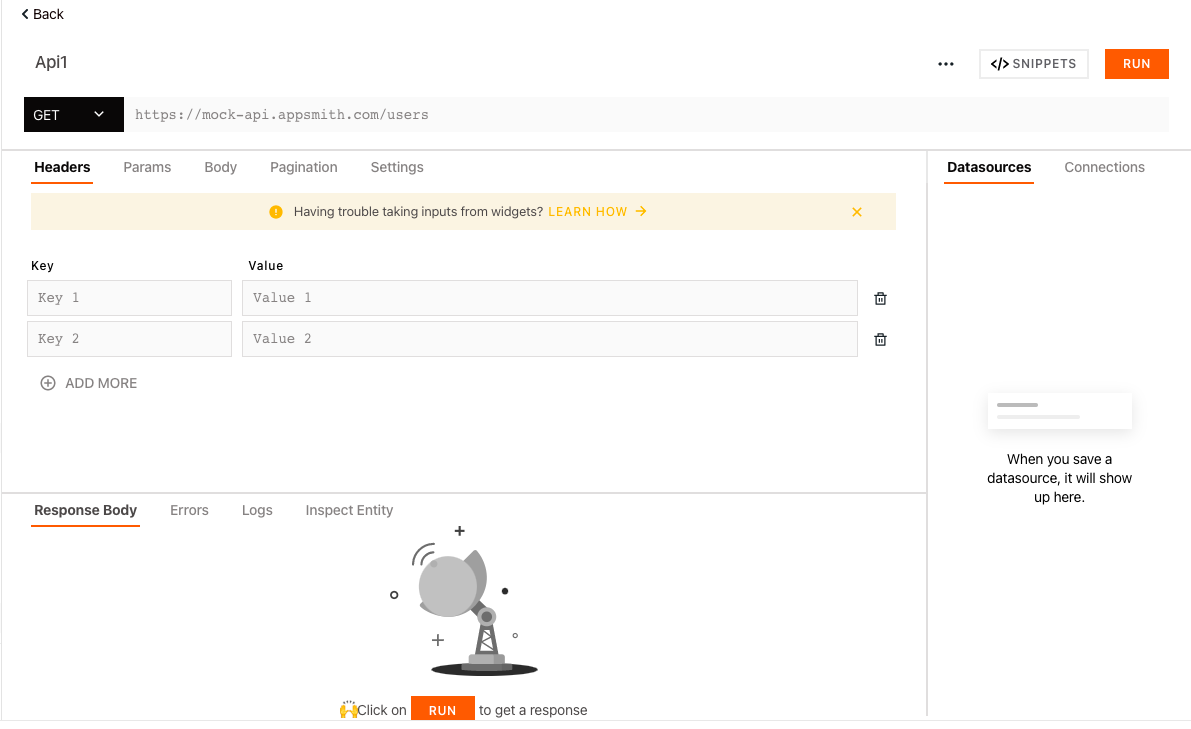 Back
Api1
SNIPPETS
RUN
GET
https://mock-api.appsmith.com/users
Headers
Params
Body
Pagination
Settings
Datasources
Connections
Having trouble taking inputs from widgets? LEARN HOW
Key
Value
Key 1
Value 1
Key 2
Value 2
ADD MORE
When you save a
datasource, it will show
up here.
Response Body
Errors
Logs
Inspect Entity
🙌Click on RUN to get a response